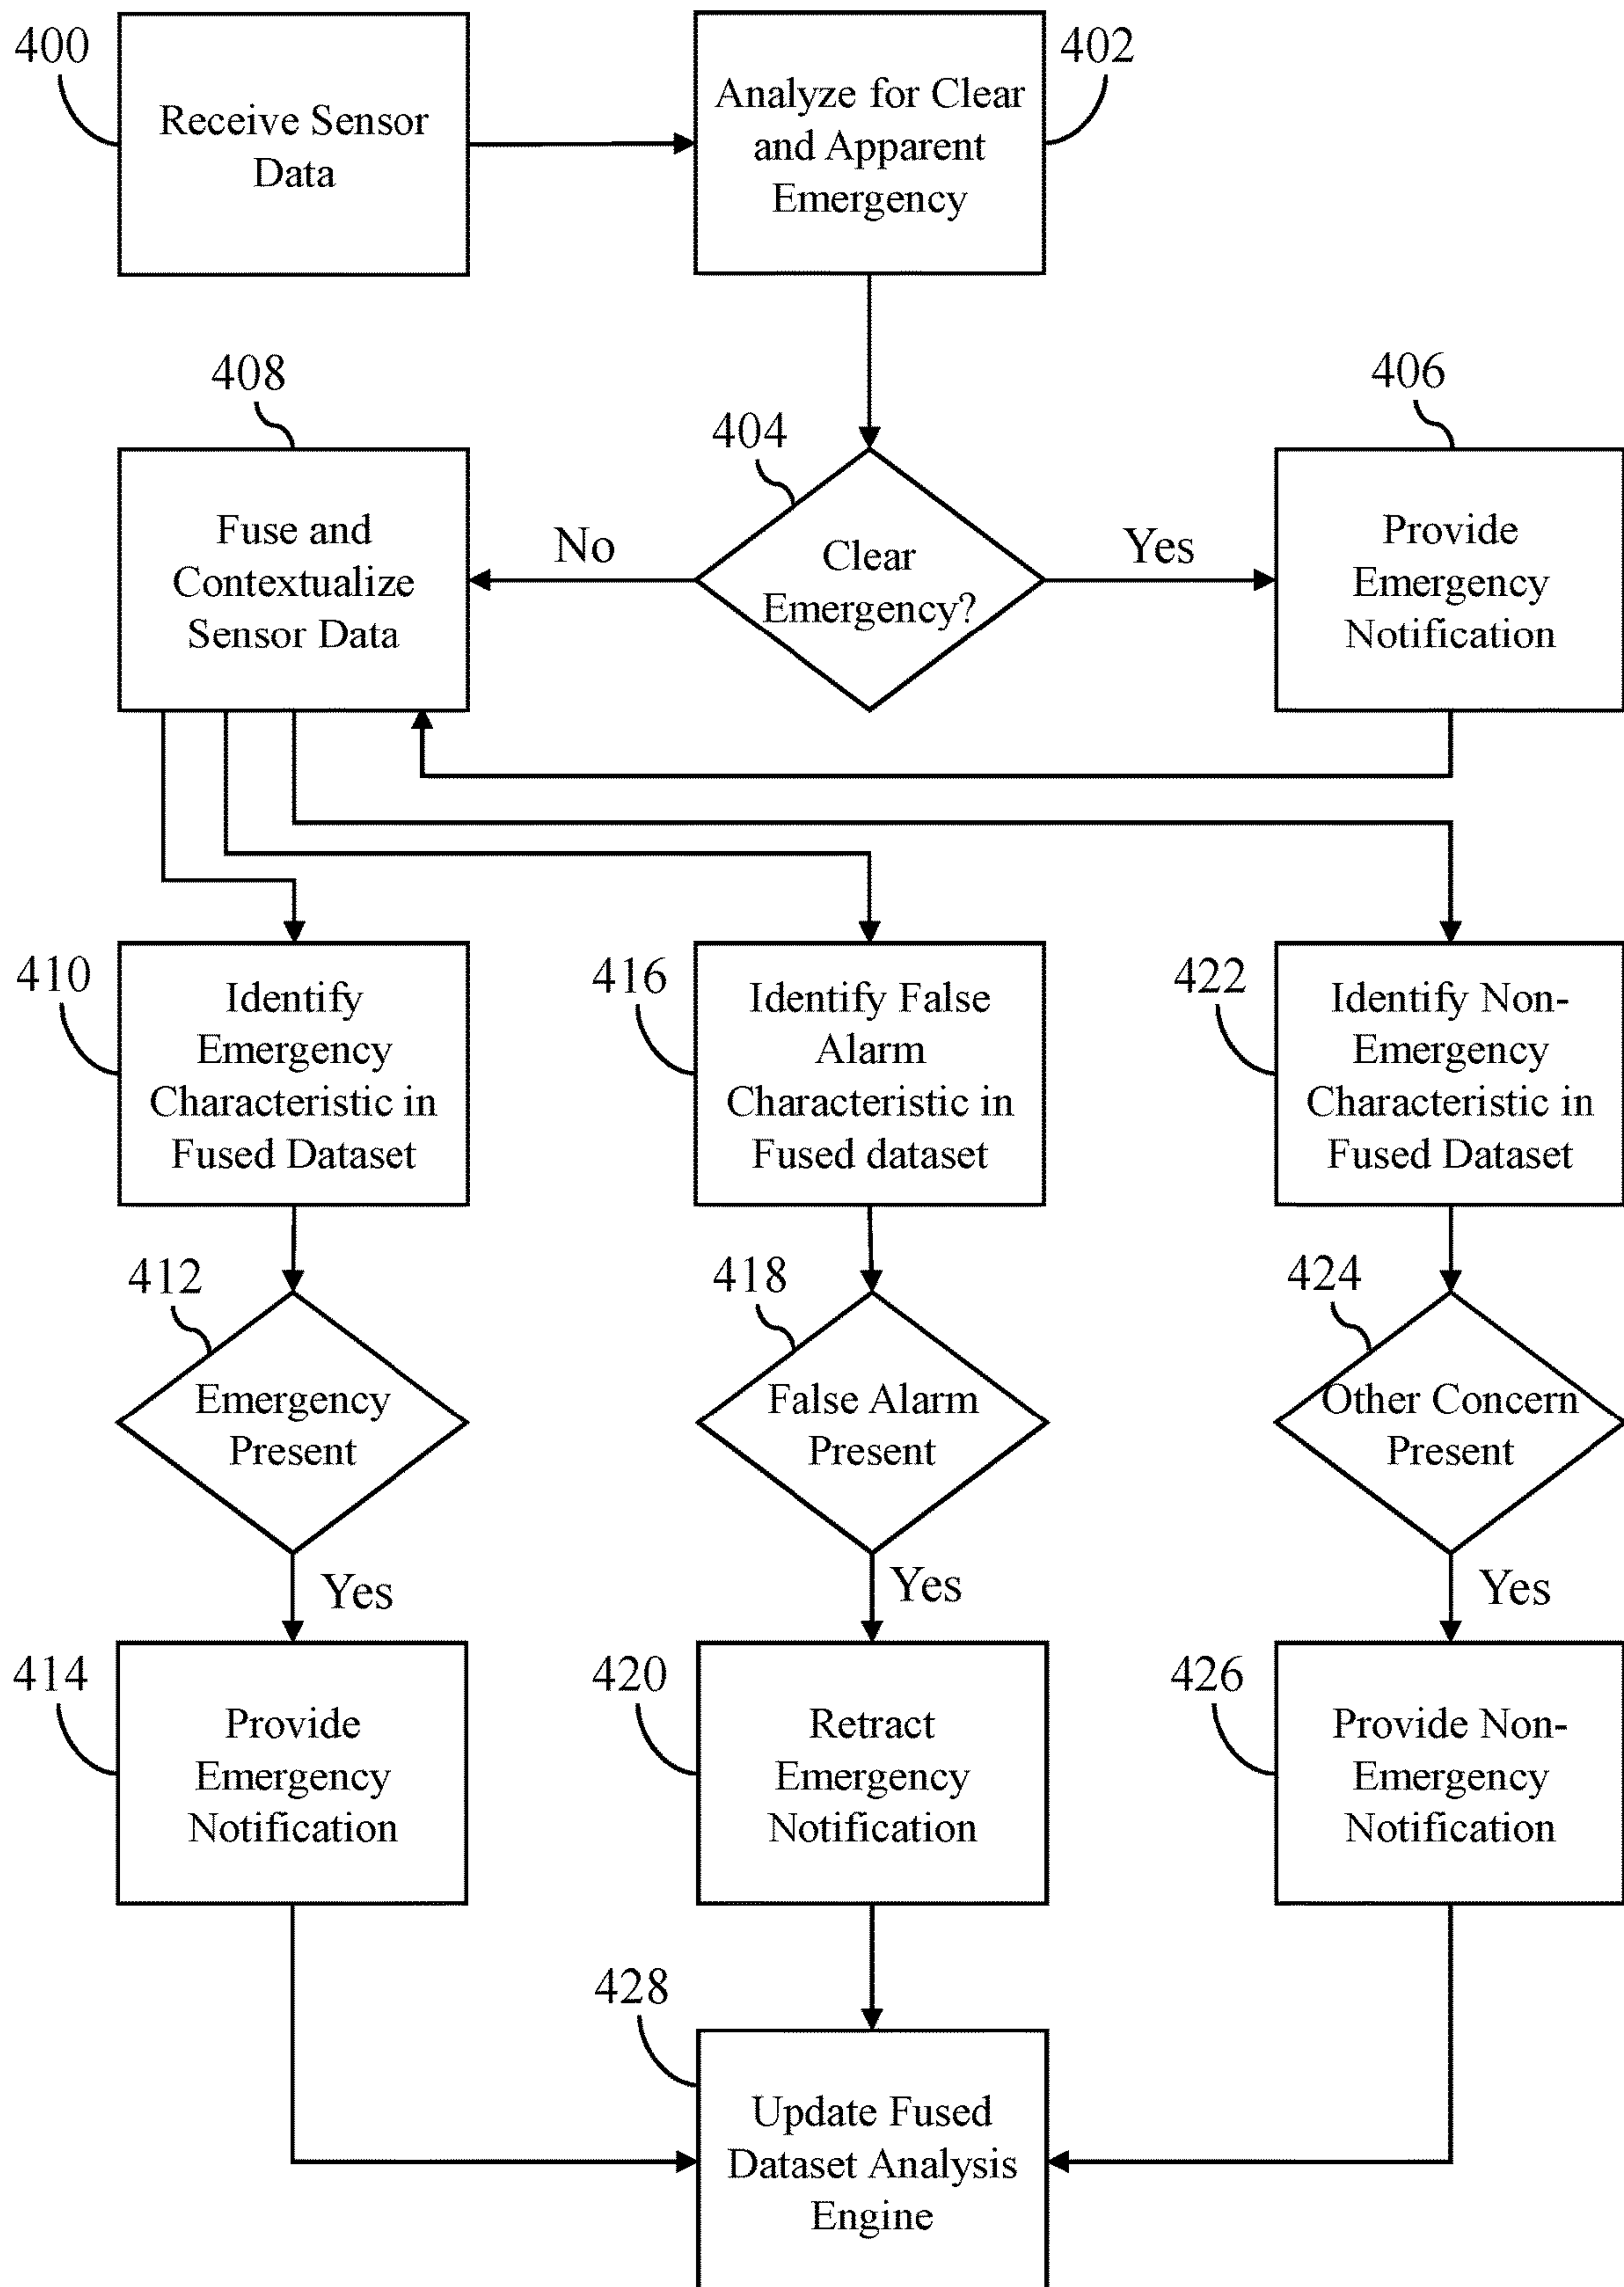 400
Receive Sensor
Data
402
Analyze for Clear
and Apparent
Emergency
404
Clear
Emergency?
No
Yes
406
Provide
Emergency
Notification
408
Fuse and
Contextualize
Sensor Data
410
Identify
Emergency
Characteristic in
Fused Dataset
416
Identify False
Alarm
Characteristic in
Fused dataset
422
Identify Non-
Emergency
Characteristic in
Fused Dataset
412
Emergency
Present
Yes
418
False Alarm
Present
Yes
424
Other Concern
Present
Yes
414
Provide
Emergency
Notification
420
Retract
Emergency
Notification
426
Provide Non-
Emergency
Notification
428
Update Fused
Dataset Analysis
Engine